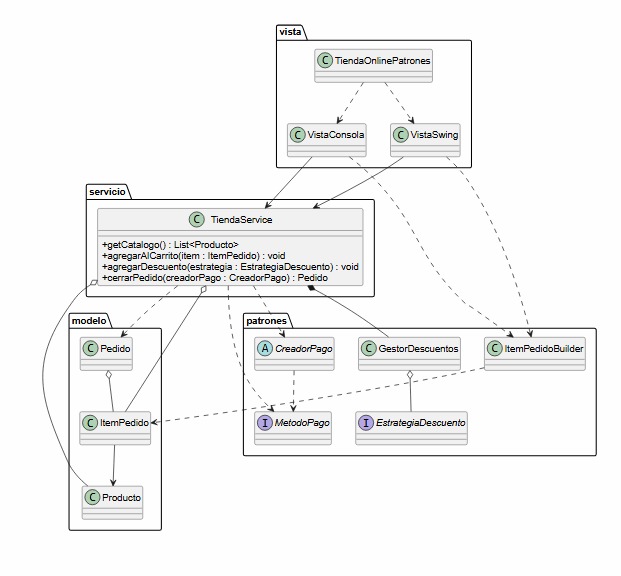 vista
C TiendaOnlinePatrones
C VistaConsola
C VistaSwing
servicio
C TiendaService
+getCatalogo() : List<Producto>
+agregarAlCarrito(item : ItemPedido) : void
+agregarDescuento(estrategia : EstrategiaDescuento) : void
+cerrarPedido(creadorPago : CreadorPago) : Pedido
modelo
C Pedido
C ItemPedido
C Producto
patrones
A CreadorPago
C GestorDescuentos
C ItemPedidoBuilder
I MetodoPago
I EstrategiaDescuento